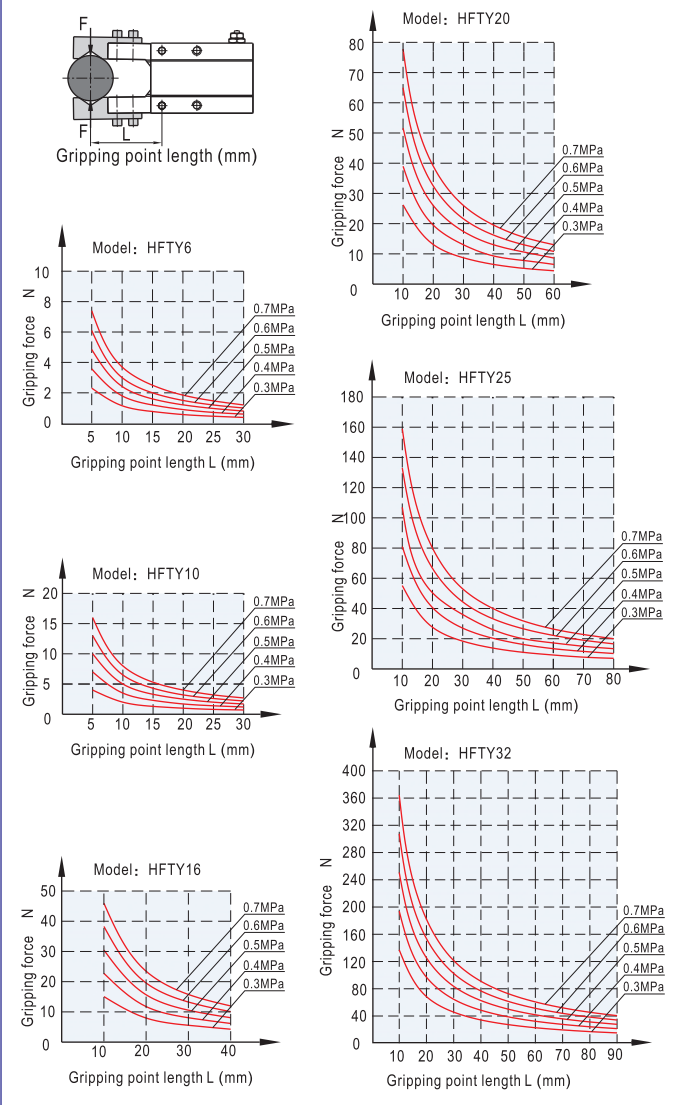 F
F
L
Gripping point length (mm)
Model: HFTY6
Gripping force N
10
8
6
4
2
0
5 10 15 20 25 30
0.7MPa
0.6MPa
0.5MPa
0.4MPa
0.3MPa
Gripping point length L (mm)
Model: HFTY10
Gripping force N
20
15
10
5
0
5 10 15 20 25 30
0.7MPa
0.6MPa
0.5MPa
0.4MPa
0.3MPa
Gripping point length L (mm)
Model: HFTY16
Gripping force N
50
40
30
20
10
0
10 20 30 40
0.7MPa
0.6MPa
0.5MPa
0.4MPa
0.3MPa
Gripping point length L (mm)
Model: HFTY20
Gripping force N
80
70
60
50
40
30
20
10
0
10 20 30 40 50 60
0.7MPa
0.6MPa
0.5MPa
0.4MPa
0.3MPa
Gripping point length L (mm)
Model: HFTY25
Gripping force N
180
160
140
120
100
80
60
40
20
0
10 20 30 40 50 60 70 80
0.7MPa
0.6MPa
0.5MPa
0.4MPa
0.3MPa
Gripping point length L (mm)
Model: HFTY32
Gripping force N
400
360
320
280
240
200
160
120
80
40
0
10 20 30 40 50 60 70 80 90
0.7MPa
0.6MPa
0.5MPa
0.4MPa
0.3MPa
Gripping point length L (mm)